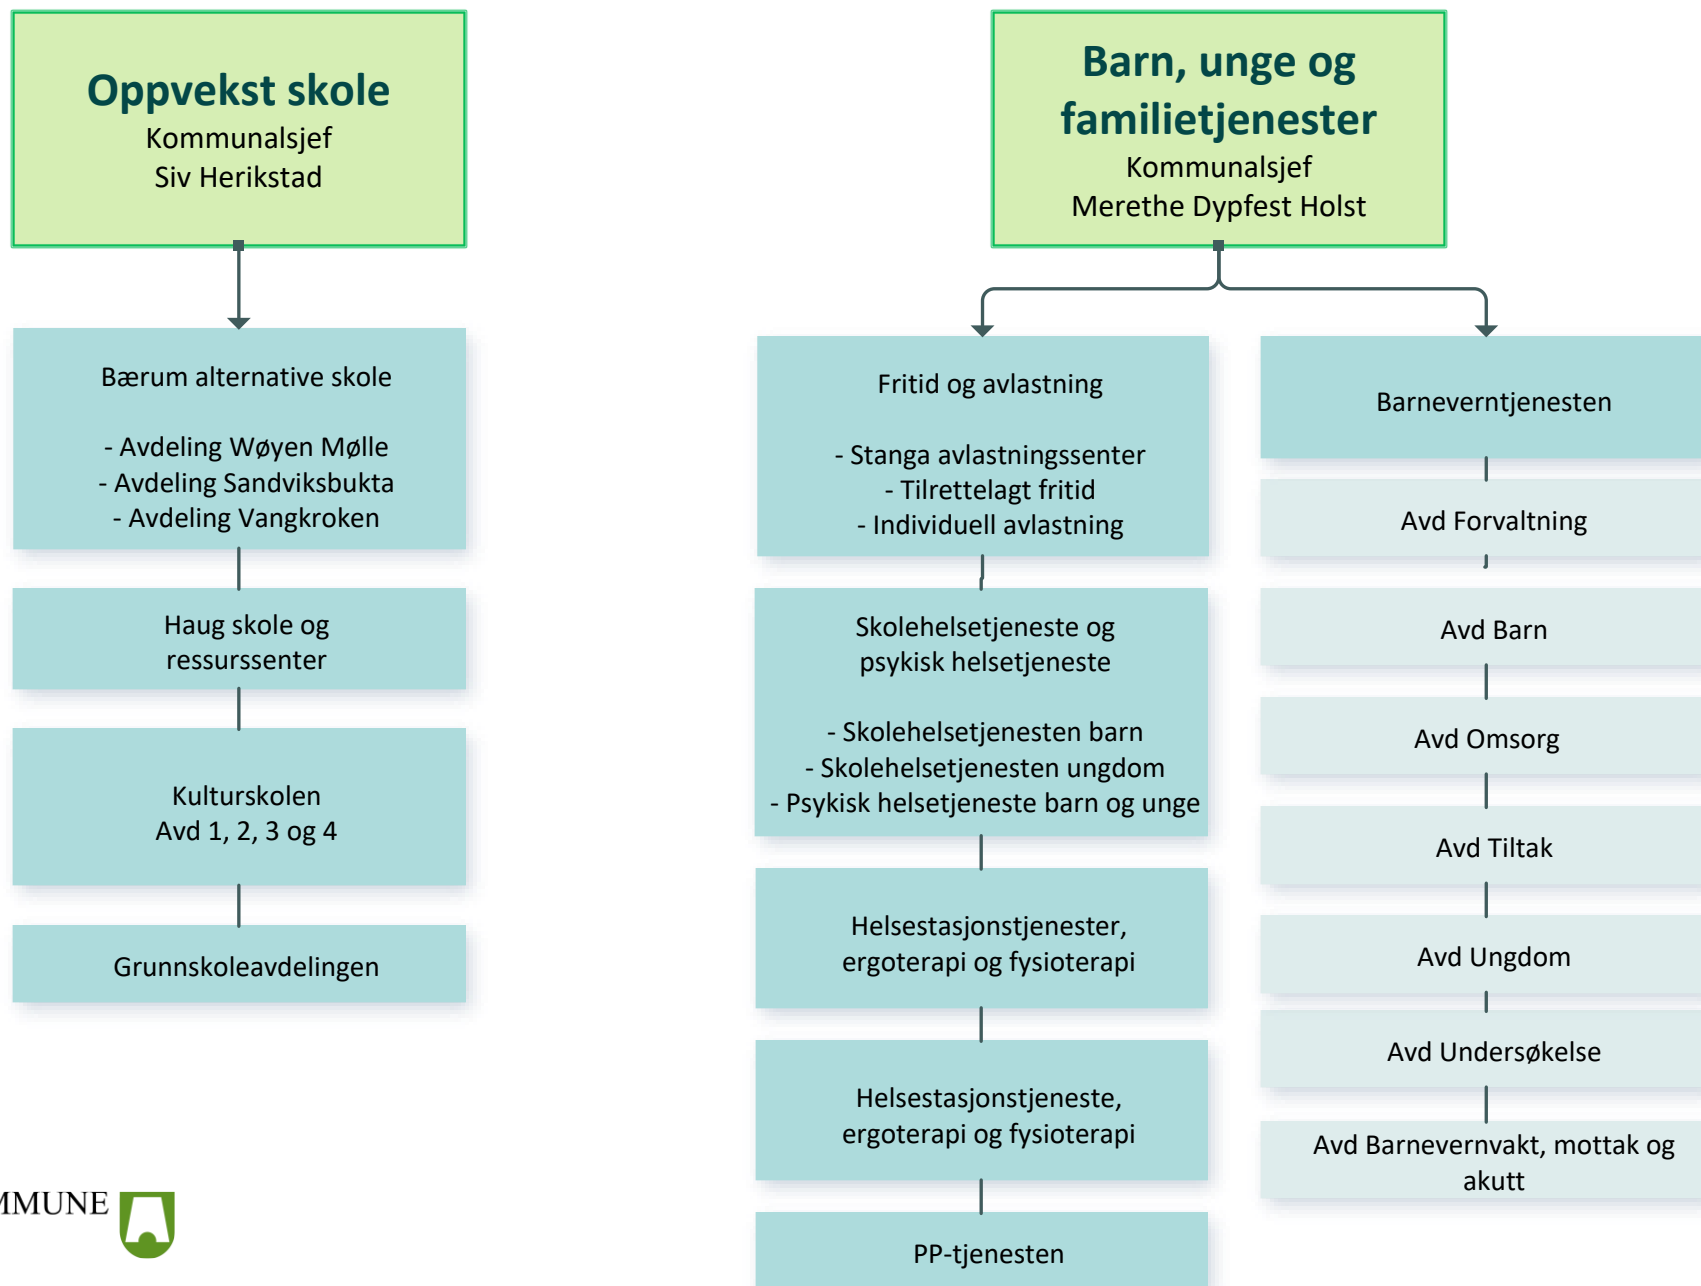 Oppvekst skole
Kommunalsjef
Siv Herikstad
Bærum alternative skole
- Avdeling Wøyen Mølle
- Avdeling Sandviksbukta
- Avdeling Vangkroken
Haug skole og
ressurssenter
Kulturskolen
Avd 1, 2, 3 og 4
Grunnskoleavdelingen
Barn, unge og
familietjenester
Kommunalsjef
Merethe Dypfest Holst
Fritid og avlastning
- Stanga avlastningssenter
- Tilrettelagt fritid
- Individuell avlastning
Skolehelsetjeneste og
psykisk helsetjeneste
- Skolehelsetjenesten barn
- Skolehelsetjenesten ungdom
- Psykisk helsetjeneste barn og unge
Helsestasjonstjenester,
ergoterapi og fysioterapi
Helsestasjonstjeneste,
ergoterapi og fysioterapi
PP-tjenesten
Barneverntjenesten
Avd Forvaltning
Avd Barn
Avd Omsorg
Avd Tiltak
Avd Ungdom
Avd Undersøkelse
Avd Barnevernvakt, mottak og
akutt
MMUNE